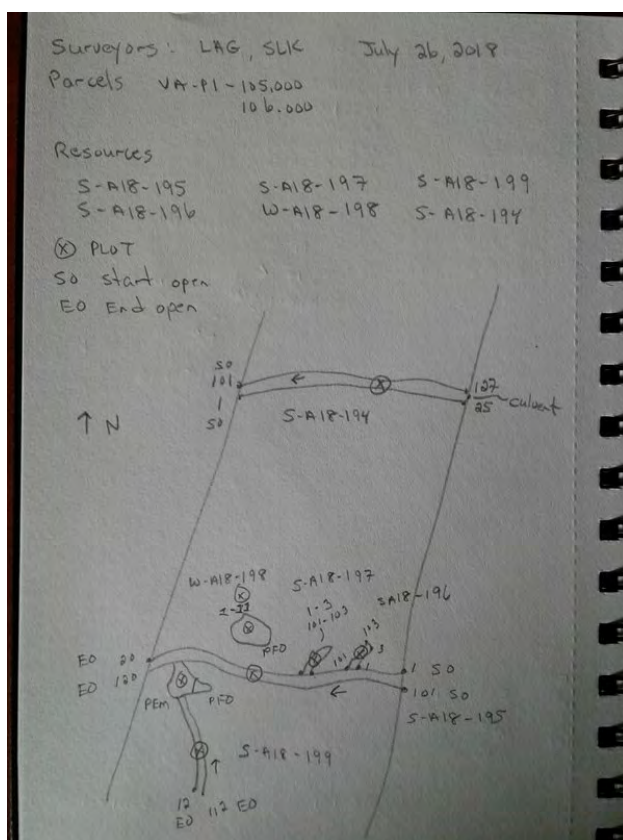 Surveyors: LAG, SLK July 26, 2018
Parcels VA-PI-105.000
106.000
Resources
S-A18-195 S-A18-197 S-A18-199
S-A18-196 W-A18-198 S-A18-194
X PLOT
SO Start open
EO End open
SO
101
1
SO
↑ N
←
X
S-A18-194
127
25 culvert
W-A18-198
X
1-11
X
PFO
S-A18-197
1-3
101-103
SA18-196
103
3
101
1
EO 20
EO 120
X
←
1 SO
101 SO
S-A18-195
X
PEM
PFO
X
↑
S-A18-199
12
EO
112 EO